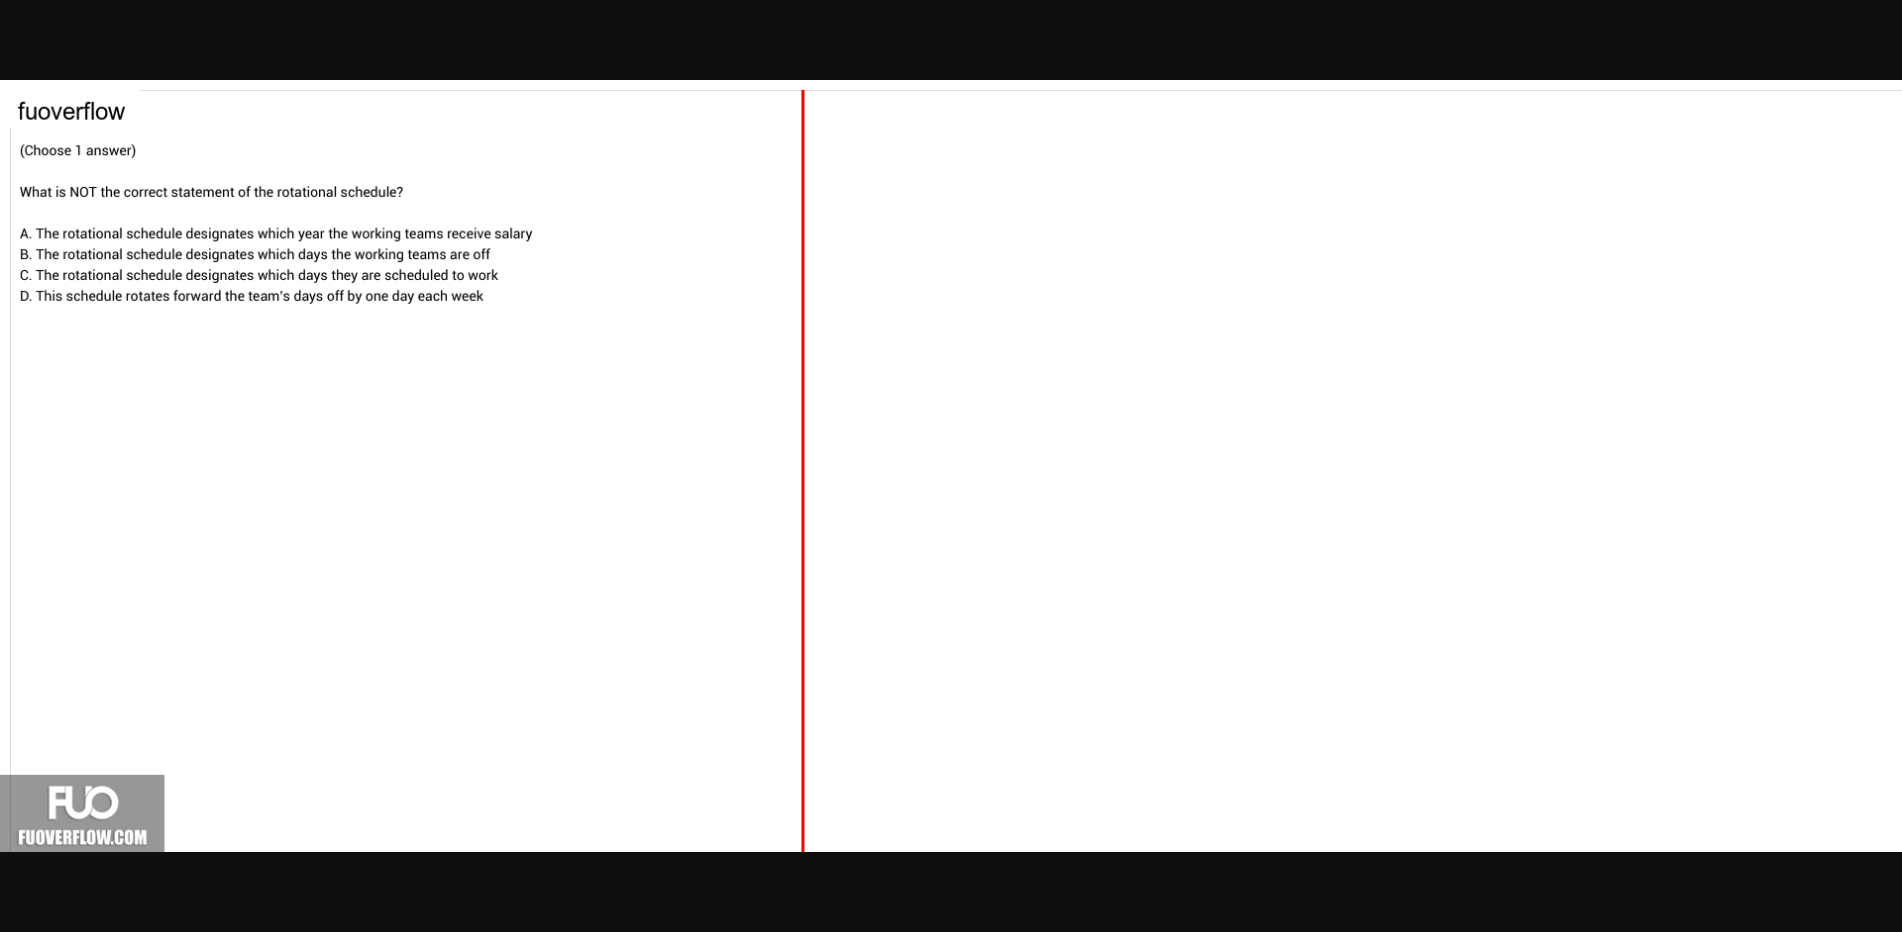 fuoverflow
(Choose 1 answer)
What is NOT the correct statement of the rotational schedule?
A. The rotational schedule designates which year the working teams receive salary
B. The rotational schedule designates which days the working teams are off
C. The rotational schedule designates which days they are scheduled to work
D. This schedule rotates forward the team's days off by one day each week
FUO
FUOVERFLOW.COM